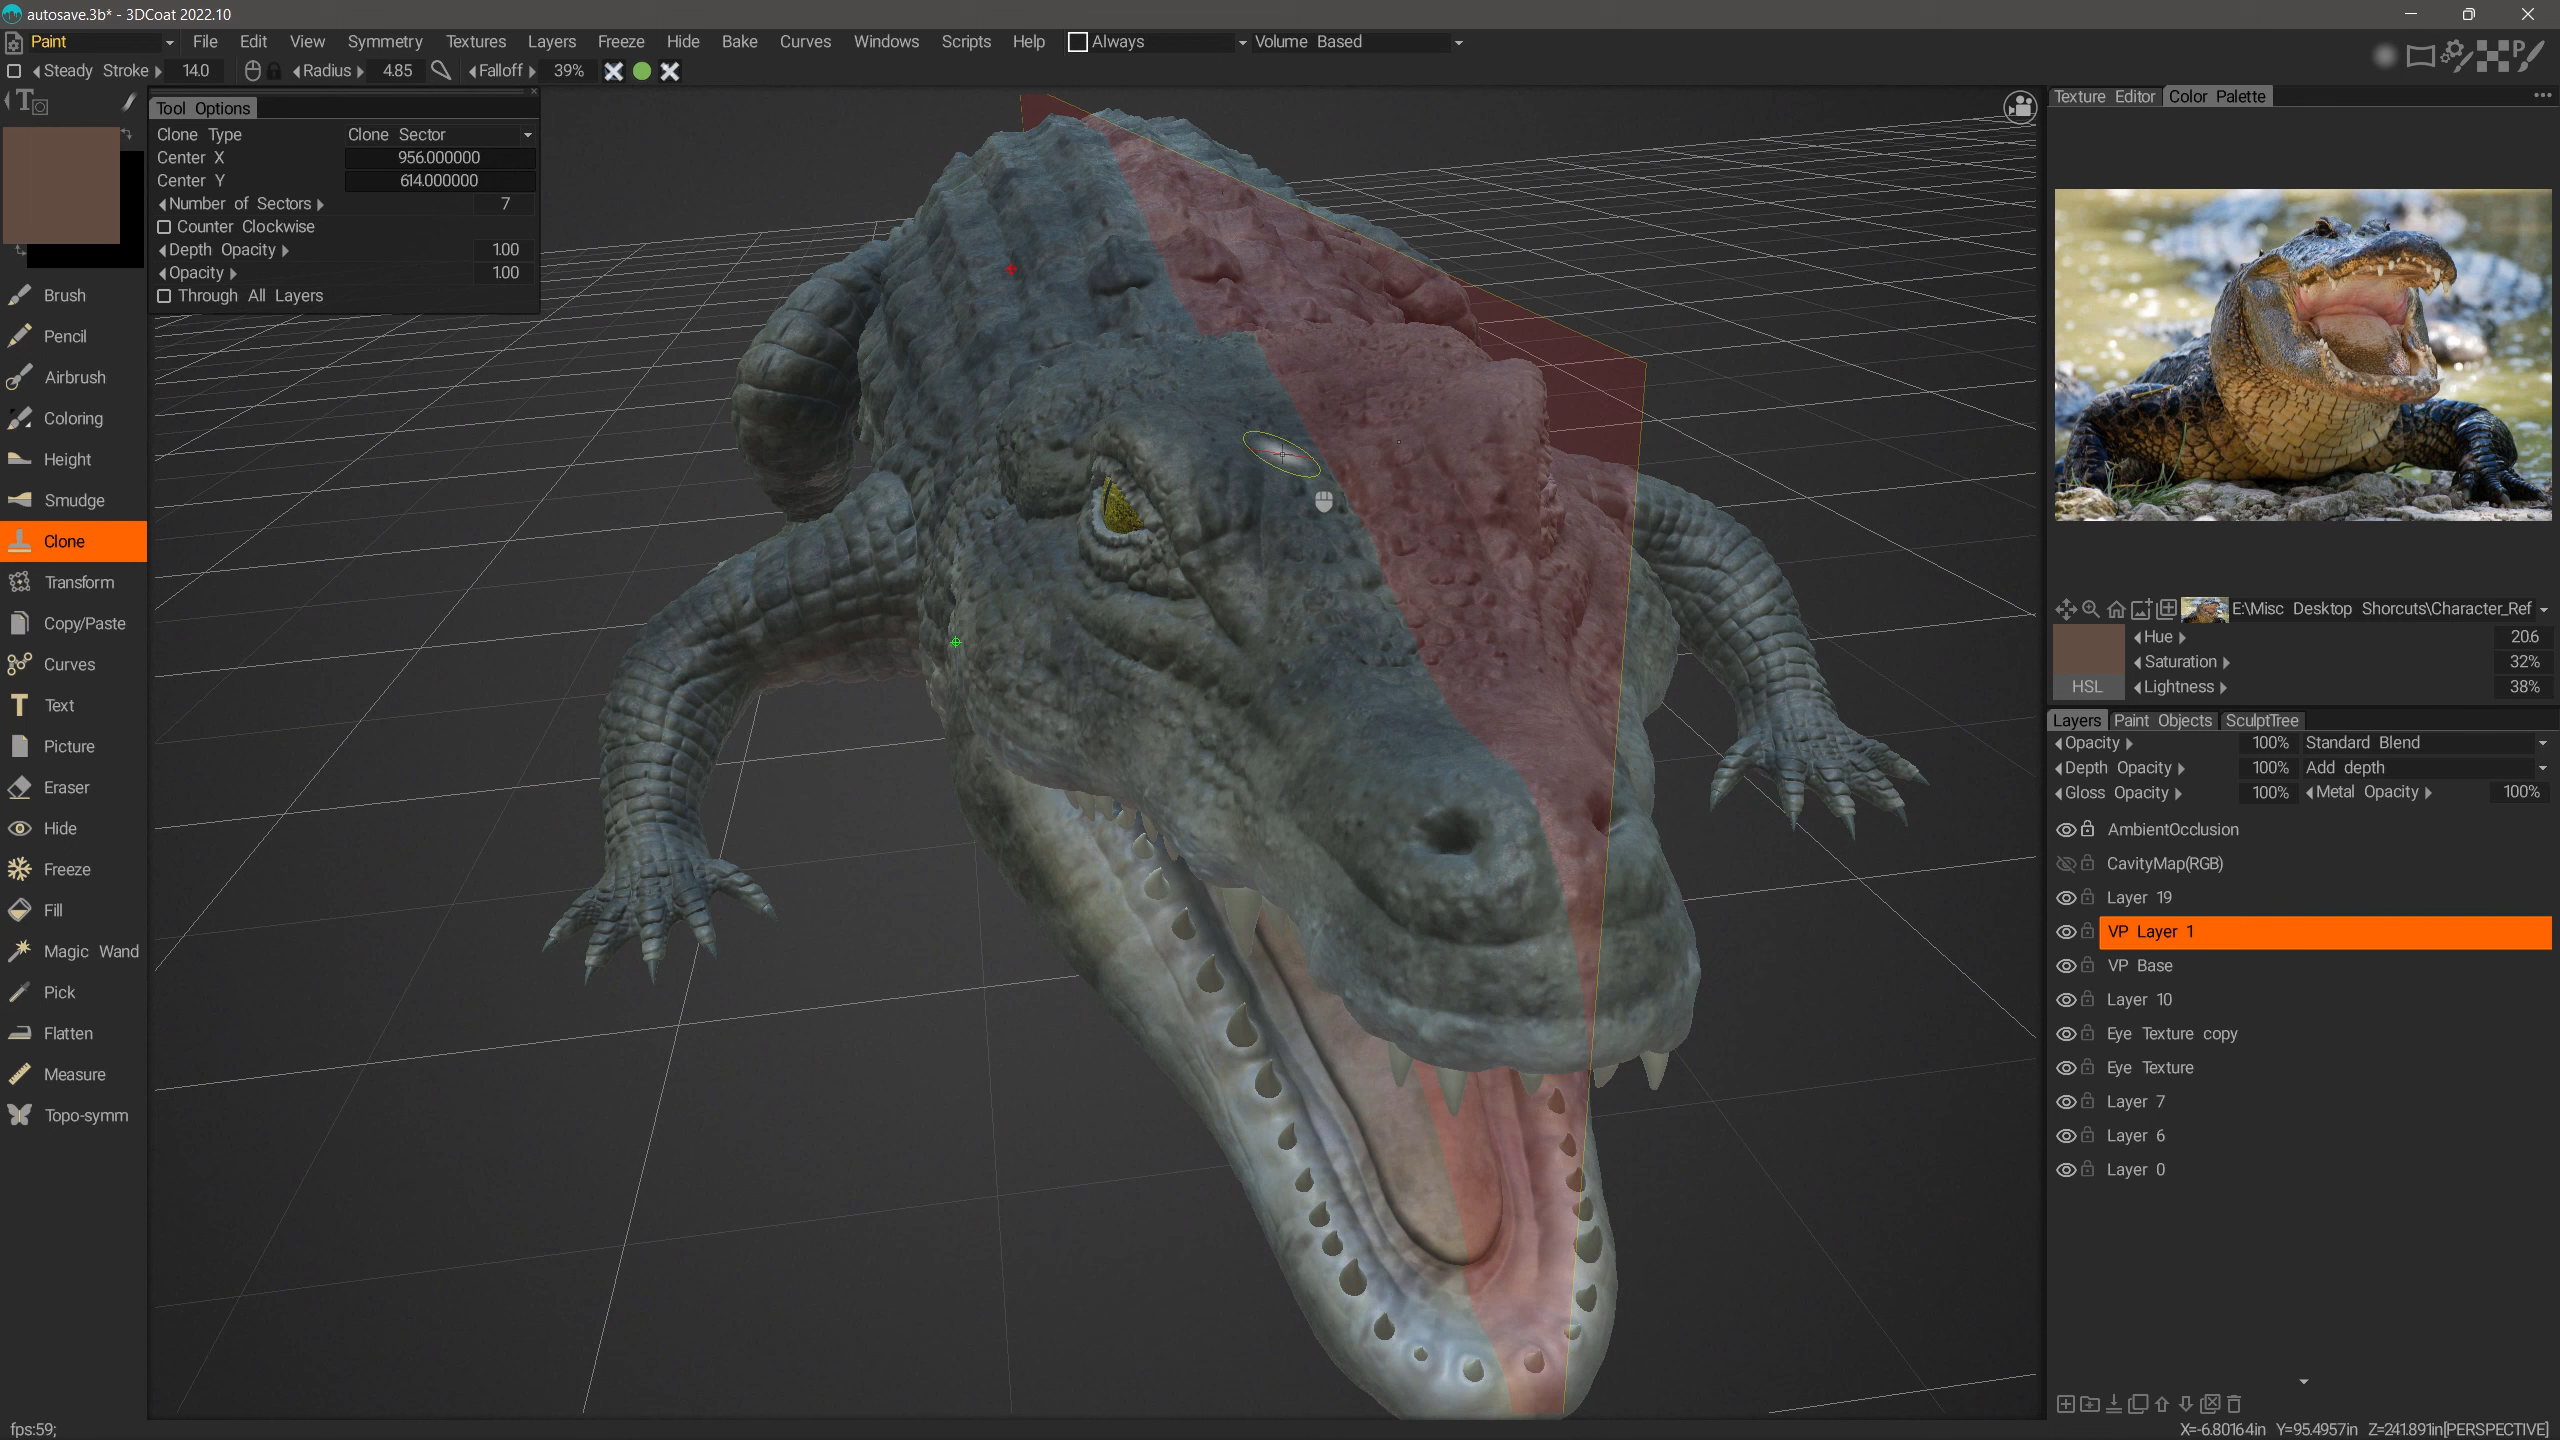 autosave.3b* - 3DCoat 2022.10
Paint File Edit View Symmetry Textures Layers Freeze Hide Bake Curves Windows Scripts Help Always Volume Based
Steady Stroke 14.0 Radius 4.85 Falloff 39%
Tool Options
Clone Type Clone Sector
Center X 956.000000
Center Y 614.000000
Number of Sectors 7
Counter Clockwise
Depth Opacity 1.00
Opacity 1.00
Through All Layers
Brush
Pencil
Airbrush
Coloring
Height
Smudge
Clone
Transform
Copy/Paste
Curves
Text
Picture
Eraser
Hide
Freeze
Fill
Magic Wand
Pick
Flatten
Measure
Topo-symm
Texture Editor Color Palette
E:\Misc Desktop Shorcuts\Character_Ref
Hue 20.6
Saturation 32%
HSL Lightness 38%
Layers Paint Objects SculptTree
Opacity 100% Standard Blend
Depth Opacity 100% Add depth
Gloss Opacity 100% Metal Opacity 100%
AmbientOcclusion
CavityMap(RGB)
Layer 19
VP Layer 1
VP Base
Layer 10
Eye Texture copy
Eye Texture
Layer 7
Layer 6
Layer 0
fps:59; X=-6.80164in Y=95.4957in Z=241.891in[PERSPECTIVE]